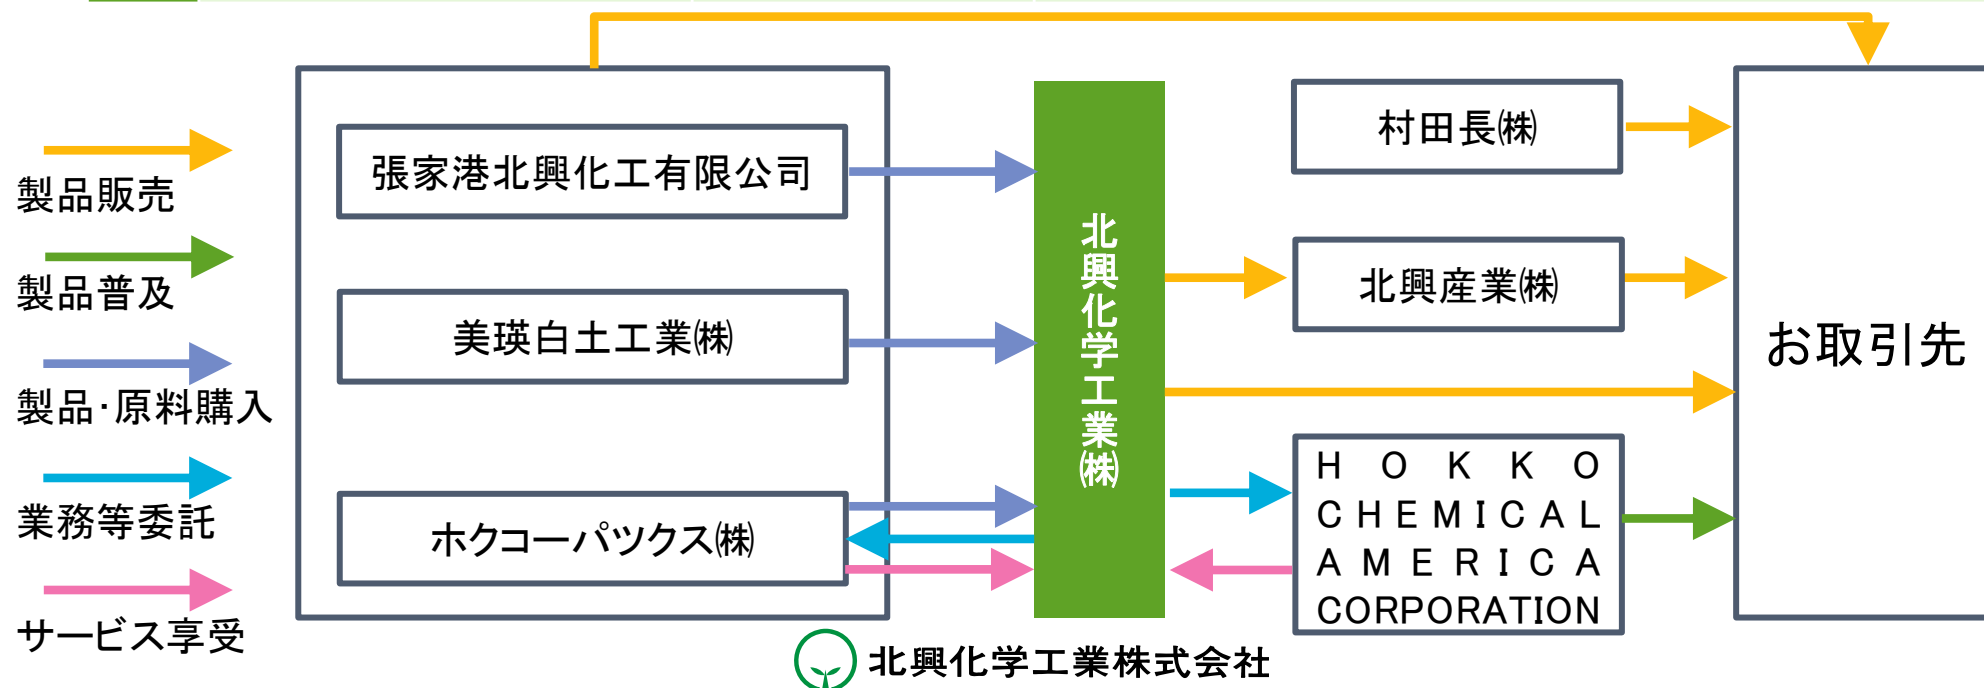 製品販売
製品普及
製品・原料購入
業務等委託
サービス享受
張家港北興化工有限公司
美瑛白土工業㈱
ホクコーパツクス㈱
北興化学工業㈱
村田長㈱
北興産業㈱
HOKKO
CHEMICAL
AMERICA
CORPORATION
お取引先
北興化学工業株式会社